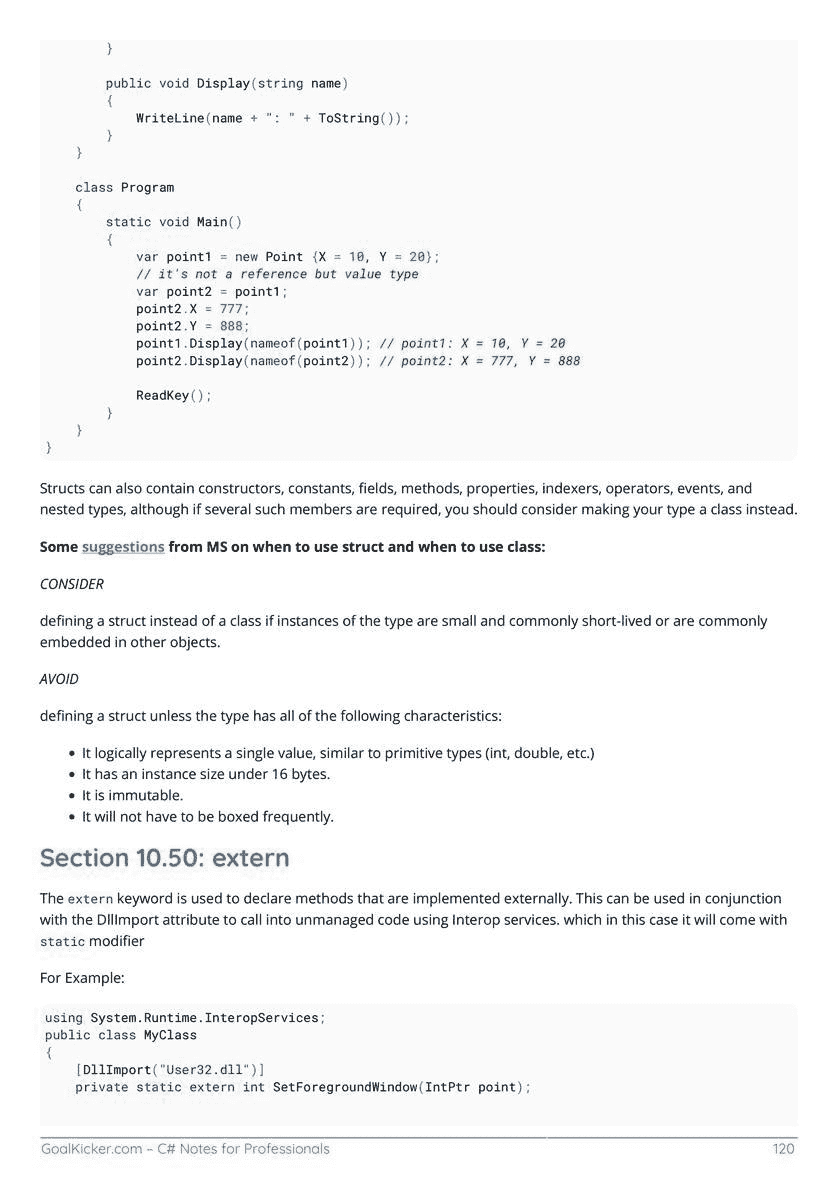 }

        public void Display(string name)
        {
            WriteLine(name + ": " + ToString());
        }
    }

    class Program
    {
        static void Main()
        {
            var point1 = new Point {X = 10, Y = 20};
            // it's not a reference but value type
            var point2 = point1;
            point2.X = 777;
            point2.Y = 888;
            point1.Display(nameof(point1)); // point1: X = 10, Y = 20
            point2.Display(nameof(point2)); // point2: X = 777, Y = 888

            ReadKey();
        }
    }
}
Structs can also contain constructors, constants, fields, methods, properties, indexers, operators, events, and
nested types, although if several such members are required, you should consider making your type a class instead.
Some suggestions from MS on when to use struct and when to use class:
CONSIDER
defining a struct instead of a class if instances of the type are small and commonly short-lived or are commonly
embedded in other objects.
AVOID
defining a struct unless the type has all of the following characteristics:
• It logically represents a single value, similar to primitive types (int, double, etc.)
• It has an instance size under 16 bytes.
• It is immutable.
• It will not have to be boxed frequently.
Section 10.50: extern
The extern keyword is used to declare methods that are implemented externally. This can be used in conjunction
with the DllImport attribute to call into unmanaged code using Interop services. which in this case it will come with
static modifier
For Example:
using System.Runtime.InteropServices;
public class MyClass
{
    [DllImport("User32.dll")]
    private static extern int SetForegroundWindow(IntPtr point);
GoalKicker.com – C# Notes for Professionals 120